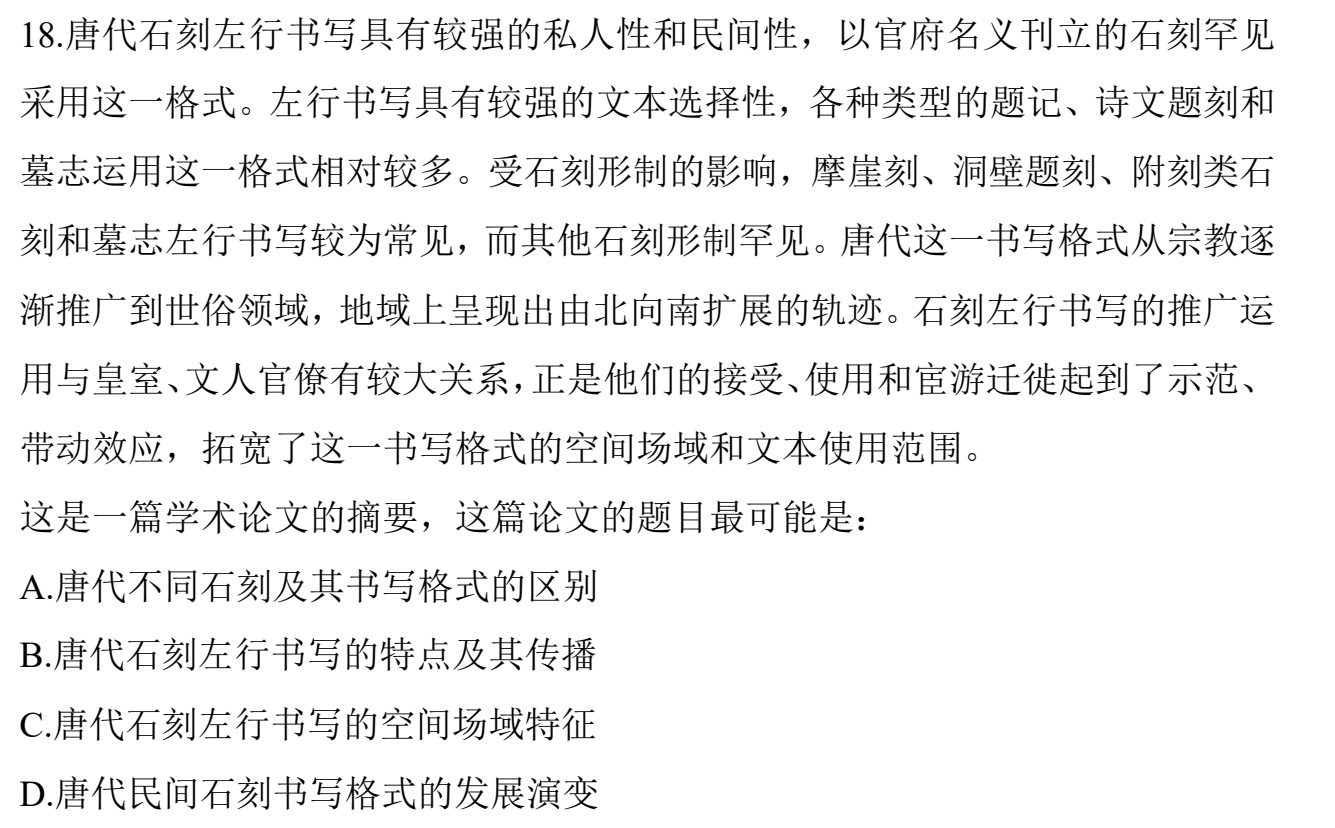 18.唐代石刻左行书写具有较强的私人性和民间性，以官府名义刊立的石刻罕见
采用这一格式。左行书写具有较强的文本选择性，各种类型的题记、诗文题刻和
墓志运用这一格式相对较多。受石刻形制的影响，摩崖刻、洞壁题刻、附刻类石
刻和墓志左行书写较为常见，而其他石刻形制罕见。唐代这一书写格式从宗教逐
渐推广到世俗领域，地域上呈现出由北向南扩展的轨迹。石刻左行书写的推广运
用与皇室、文人官僚有较大关系，正是他们的接受、使用和宦游迁徙起到了示范、
带动效应，拓宽了这一书写格式的空间场域和文本使用范围。
这是一篇学术论文的摘要，这篇论文的题目最可能是：
A.唐代不同石刻及其书写格式的区别
B.唐代石刻左行书写的特点及其传播
C.唐代石刻左行书写的空间场域特征
D.唐代民间石刻书写格式的发展演变